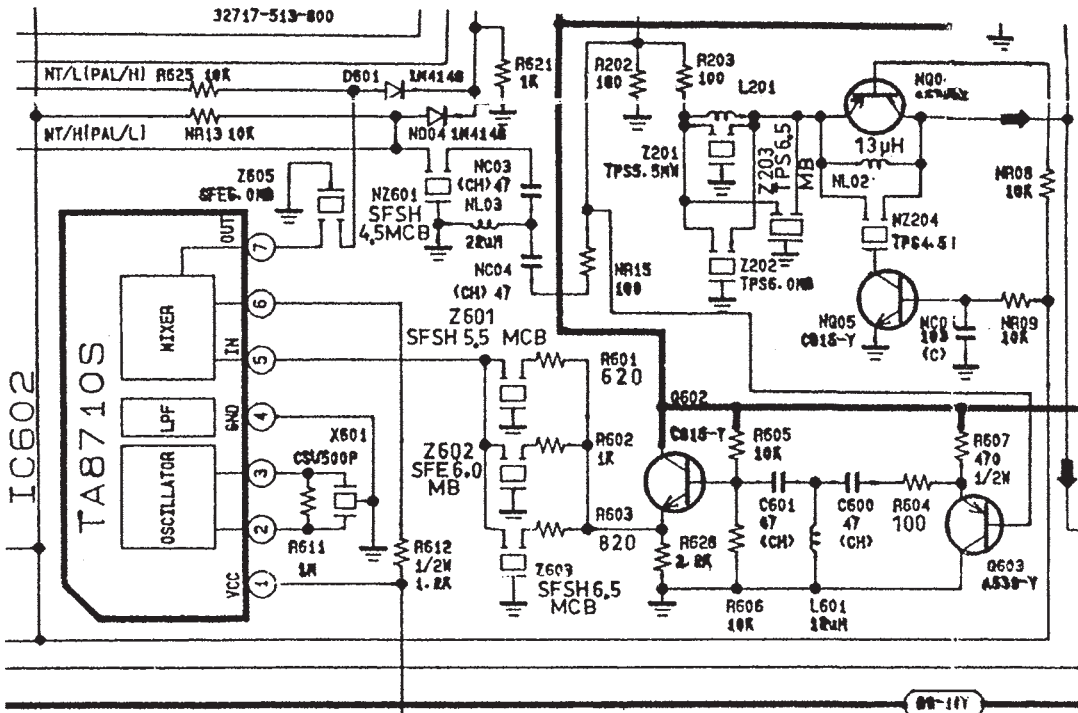 32717-513-800
NT/L(PAL/H)
R625 10K
D601 1N4148
R621
1K
NT/H(PAL/L)
NR13 10K
ND04 1N4148
R202
180
R203
100
L201
13µH
NL02
Z201
TPS5.5MW
Z203
TPS6,5
MB
NR08
10K
Z605
SFE6.0MB
NZ601
SFSH
4,5MCB
NC03
(CH) 47
NL03
22uH
NC04
(CH) 47
NR15
100
Z202
TPS6.0MB
NZ204
NQ05
C815-Y
(C)
NR09
10K
IC602
TA8710S
MIXER
LPF
OSCILLATOR
OUT
IN
GND
VCC
7
6
5
4
3
2
1
X601
CSU500P
R611
1M
R612
1/2W
Z601
SFSH 5,5 MCB
R601
620
Z602
SFE6.0
MB
R602
1K
R603
820
Z603
SFSH6,5
MCB
Q602
C815-Y
R605
10K
R628
2.2K
R606
10K
C601
47
(CH)
L601
C600
47
(CH)
R604
100
R607
470
1/2W
Q603